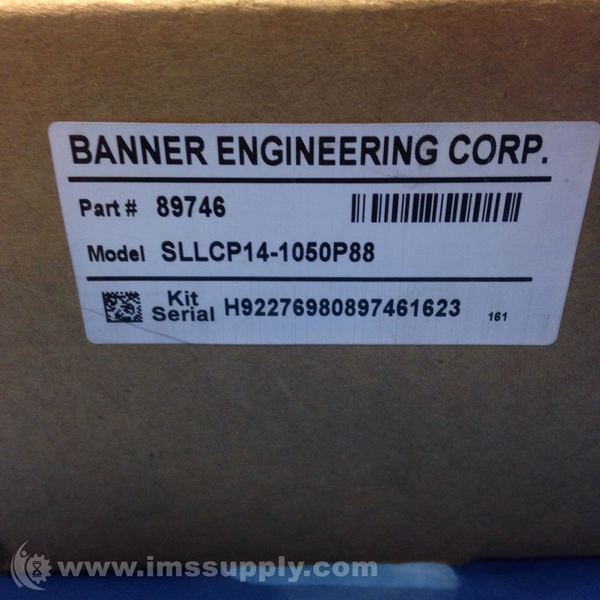 BANNER ENGINEERING CORP.
Part # 89746
Model SLLCP14-1050P88
Kit Serial H92276980897461623 161
www.imssupply.com